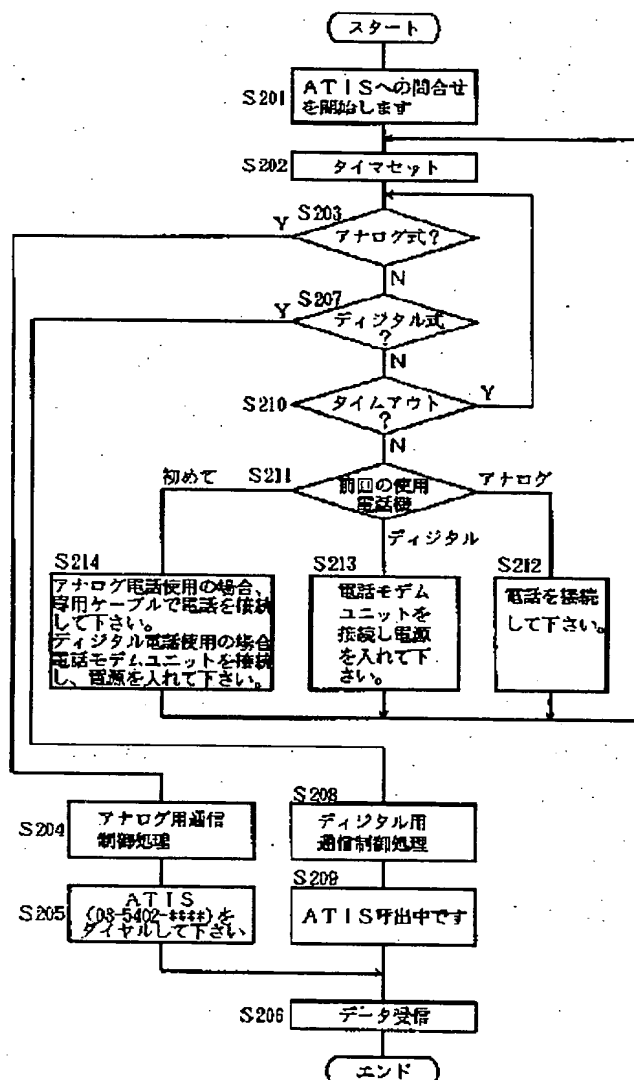 スタート
S201
ATISへの問合せ
を開始します
S202
タイマセット
S203
Y
アナログ式?
N
S207
Y
ディジタル式
?
N
S210
タイムアウト
?
Y
N
S211
初めて
前回の使用
電話機
アナログ
ディジタル
S214
アナログ電話使用の場合、
専用ケーブルで電話を接続
して下さい。
ディジタル電話使用の場合
電話モデムユニットを接続
し、電源を入れて下さい。
S213
電話モデム
ユニットを
接続し電源
を入れて下
さい。
S212
電話を接続
して下さい。
S204
アナログ用通信
制御処理
S208
ディジタル用
通信制御処理
S205
ATIS
(03-5402-****)を
ダイヤルして下さい
S209
ATIS呼出中です
S206
データ受信
エンド